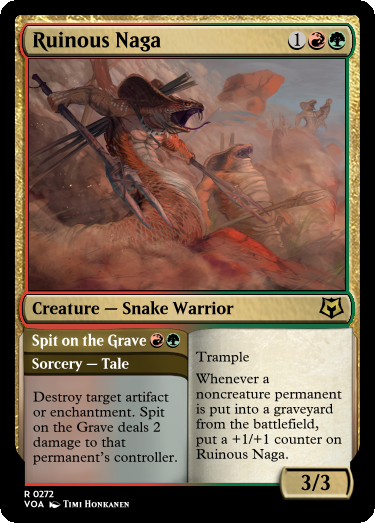 Ruinous Naga 1
Creature — Snake Warrior
Spit on the Grave
Sorcery — Tale
Destroy target artifact
or enchantment. Spit
on the Grave deals 2
damage to that
permanent's controller.
Trample
Whenever a
noncreature permanent
is put into a graveyard
from the battlefield,
put a +1/+1 counter on
Ruinous Naga.
3/3
R 0272
VOA Timi Honkanen